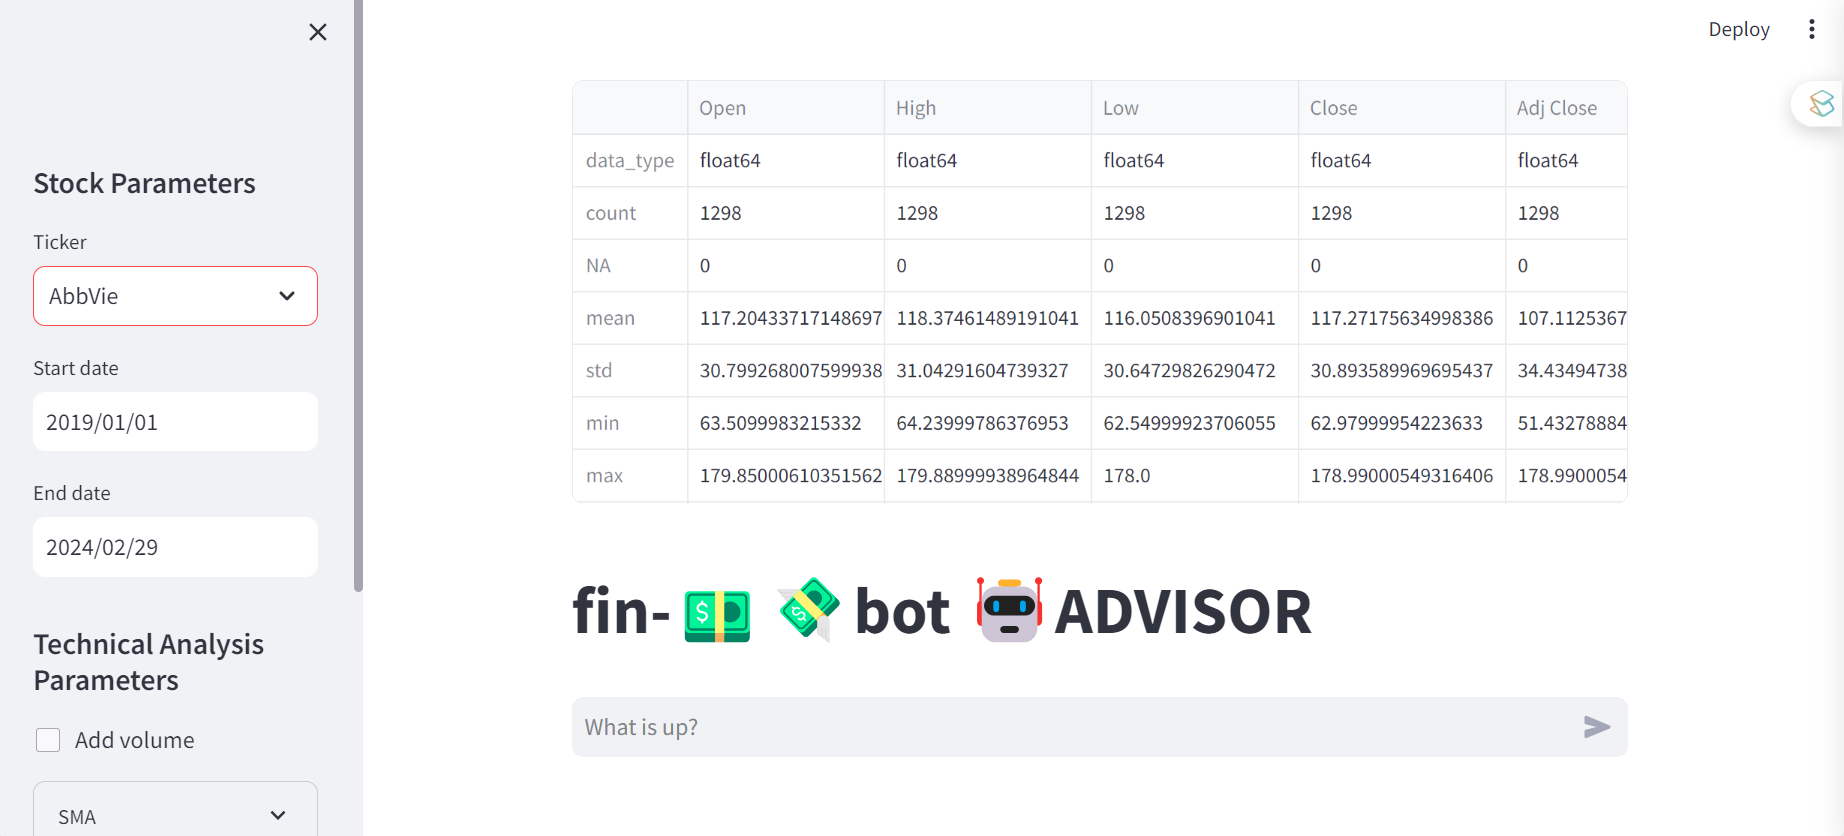 Deploy
Stock Parameters
Ticker
AbbVie
Start date
2019/01/01
End date
2024/02/29
Technical Analysis
Parameters
Add volume
SMA
Open High Low Close Adj Close
data_type float64 float64 float64 float64 float64
count 1298 1298 1298 1298 1298
NA 0 0 0 0 0
mean 117.20433717148697 118.37461489191041 116.0508396901041 117.27175634998386 107.1125367
std 30.799268007599938 31.04291604739327 30.64729826290472 30.893589969695437 34.43494738
min 63.5099983215332 64.23999786376953 62.54999923706055 62.97999954223633 51.43278884
max 179.85000610351562 179.88999938964844 178.0 178.99000549316406 178.9900054
fin-💵 💸 bot 🤖 ADVISOR
What is up?